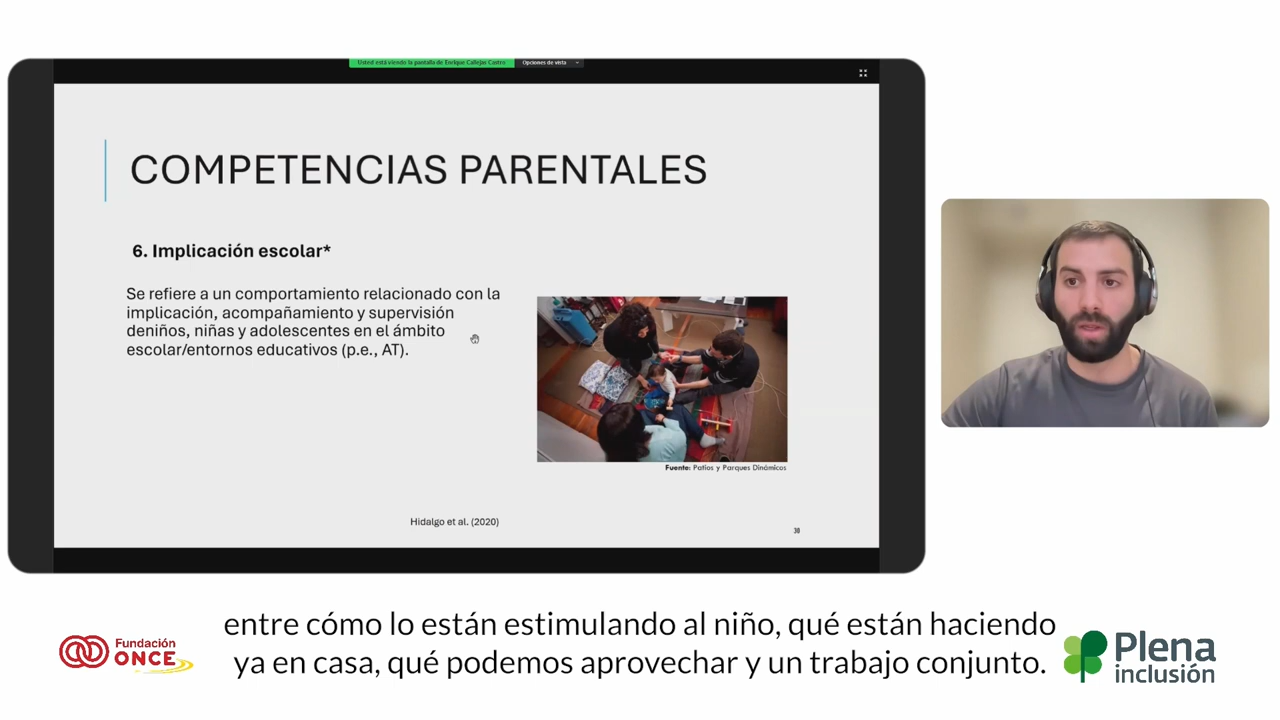 Usted está viendo la pantalla de Enrique Callejas Castro
Opciones de vista
COMPETENCIAS PARENTALES
6. Implicación escolar*
Se refiere a un comportamiento relacionado con la
implicación, acompañamiento y supervisión
deniños, niñas y adolescentes en el ámbito
escolar/entornos educativos (p.e., AT).
Fuente: Patios y Parques Dinámicos
Hidalgo et al. (2020)
30
entre cómo lo están estimulando al niño, qué están haciendo
ya en casa, qué podemos aprovechar y un trabajo conjunto.
Fundación
ONCE
Plena
inclusión